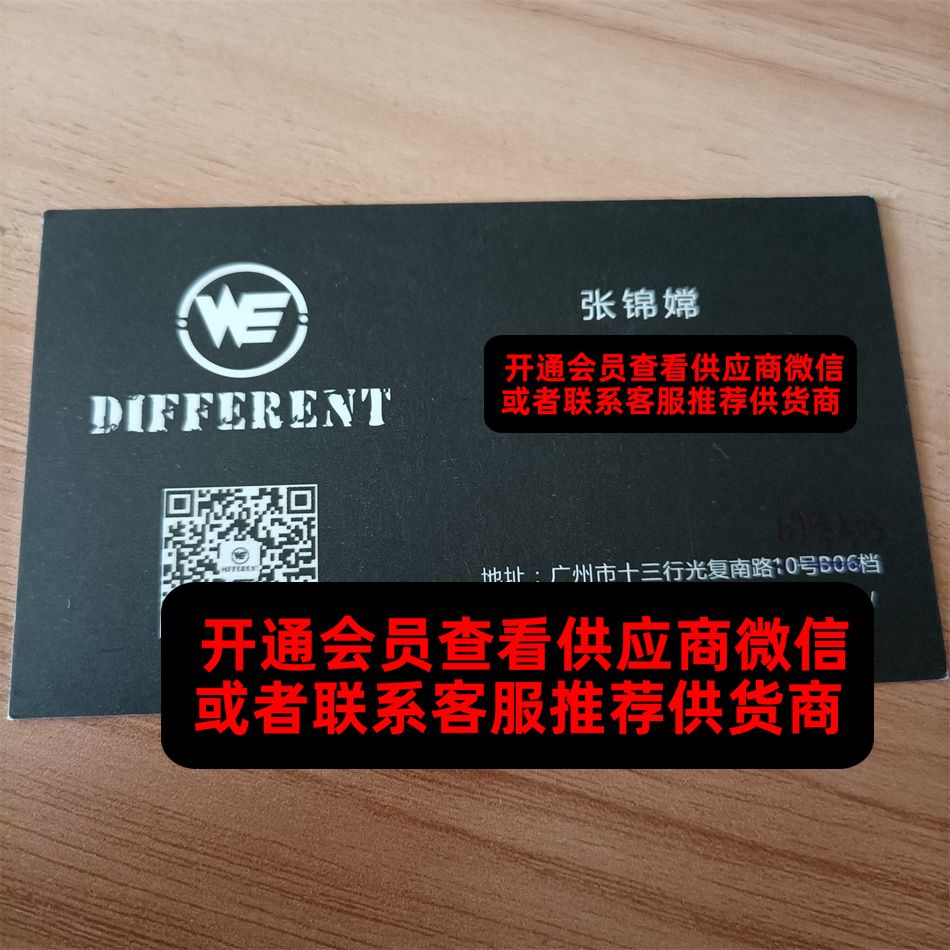 WE
DIFFERENT
张锦嫦
开通会员查看供应商微信
或者联系客服推荐供货商
WE
DIFFERENT
地址：广州市十三行光复南路10号B06档
开通会员查看供应商微信
或者联系客服推荐供货商